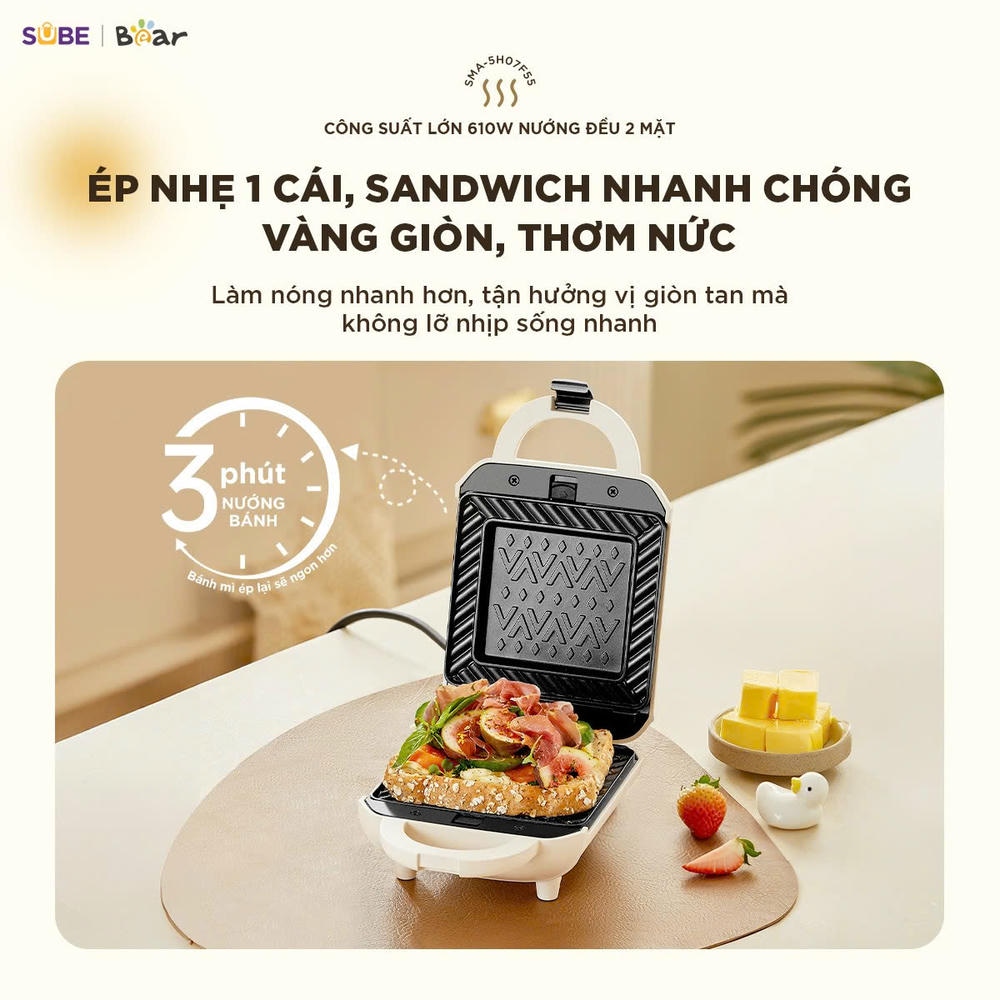 SUBE | Bear
SMA-5H07F55
CÔNG SUẤT LỚN 610W NƯỚNG ĐỀU 2 MẶT
ÉP NHẸ 1 CÁI, SANDWICH NHANH CHÓNG
VÀNG GIÒN, THƠM NỨC
Làm nóng nhanh hơn, tận hưởng vị giòn tan mà
không lỡ nhịp sống nhanh
3 phút
NƯỚNG
BÁNH
Bánh mì ép lại sẽ ngon hơn